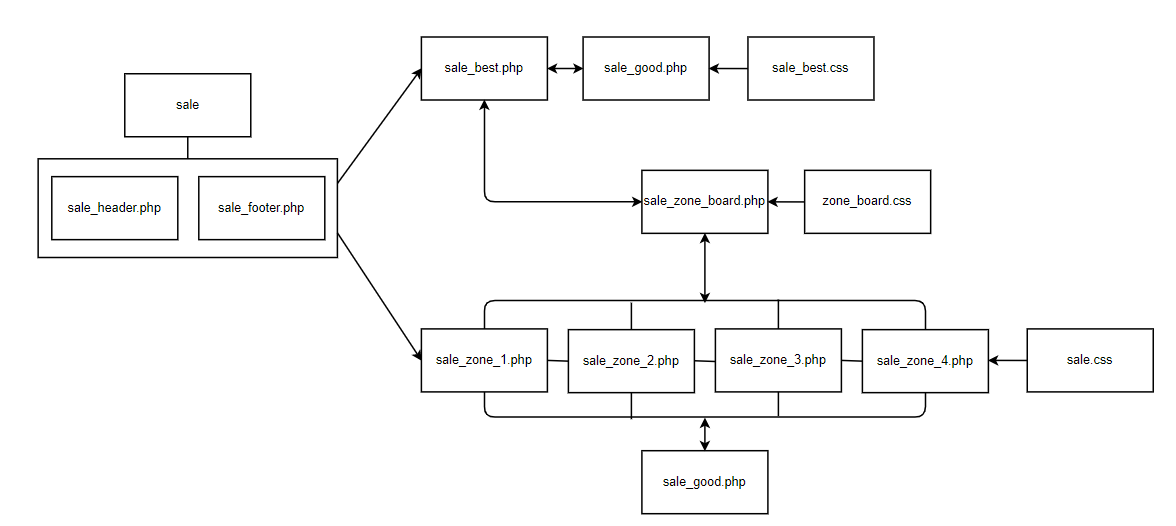 sale_best.php
sale_good.php
sale_best.css
sale
sale_header.php
sale_footer.php
sale_zone_board.php
zone_board.css
sale_zone_1.php
sale_zone_2.php
sale_zone_3.php
sale_zone_4.php
sale.css
sale_good.php